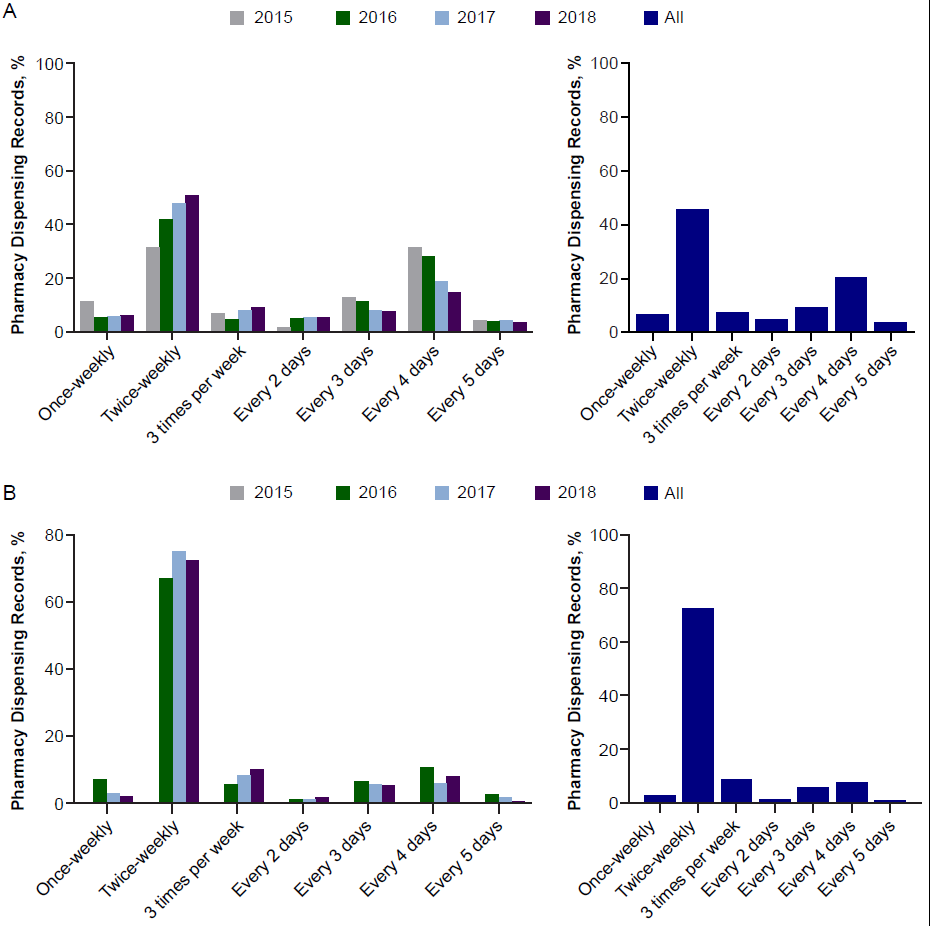 A
2015 2016 2017 2018 All
Pharmacy Dispensing Records, %
100
80
60
40
20
0
Once-weekly
Twice-weekly
3 times per week
Every 2 days
Every 3 days
Every 4 days
Every 5 days
Pharmacy Dispensing Records, %
100
80
60
40
20
0
Once-weekly
Twice-weekly
3 times per week
Every 2 days
Every 3 days
Every 4 days
Every 5 days
B
2015 2016 2017 2018 All
Pharmacy Dispensing Records, %
80
60
40
20
0
Once-weekly
Twice-weekly
3 times per week
Every 2 days
Every 3 days
Every 4 days
Every 5 days
Pharmacy Dispensing Records, %
100
80
60
40
20
0
Once-weekly
Twice-weekly
3 times per week
Every 2 days
Every 3 days
Every 4 days
Every 5 days